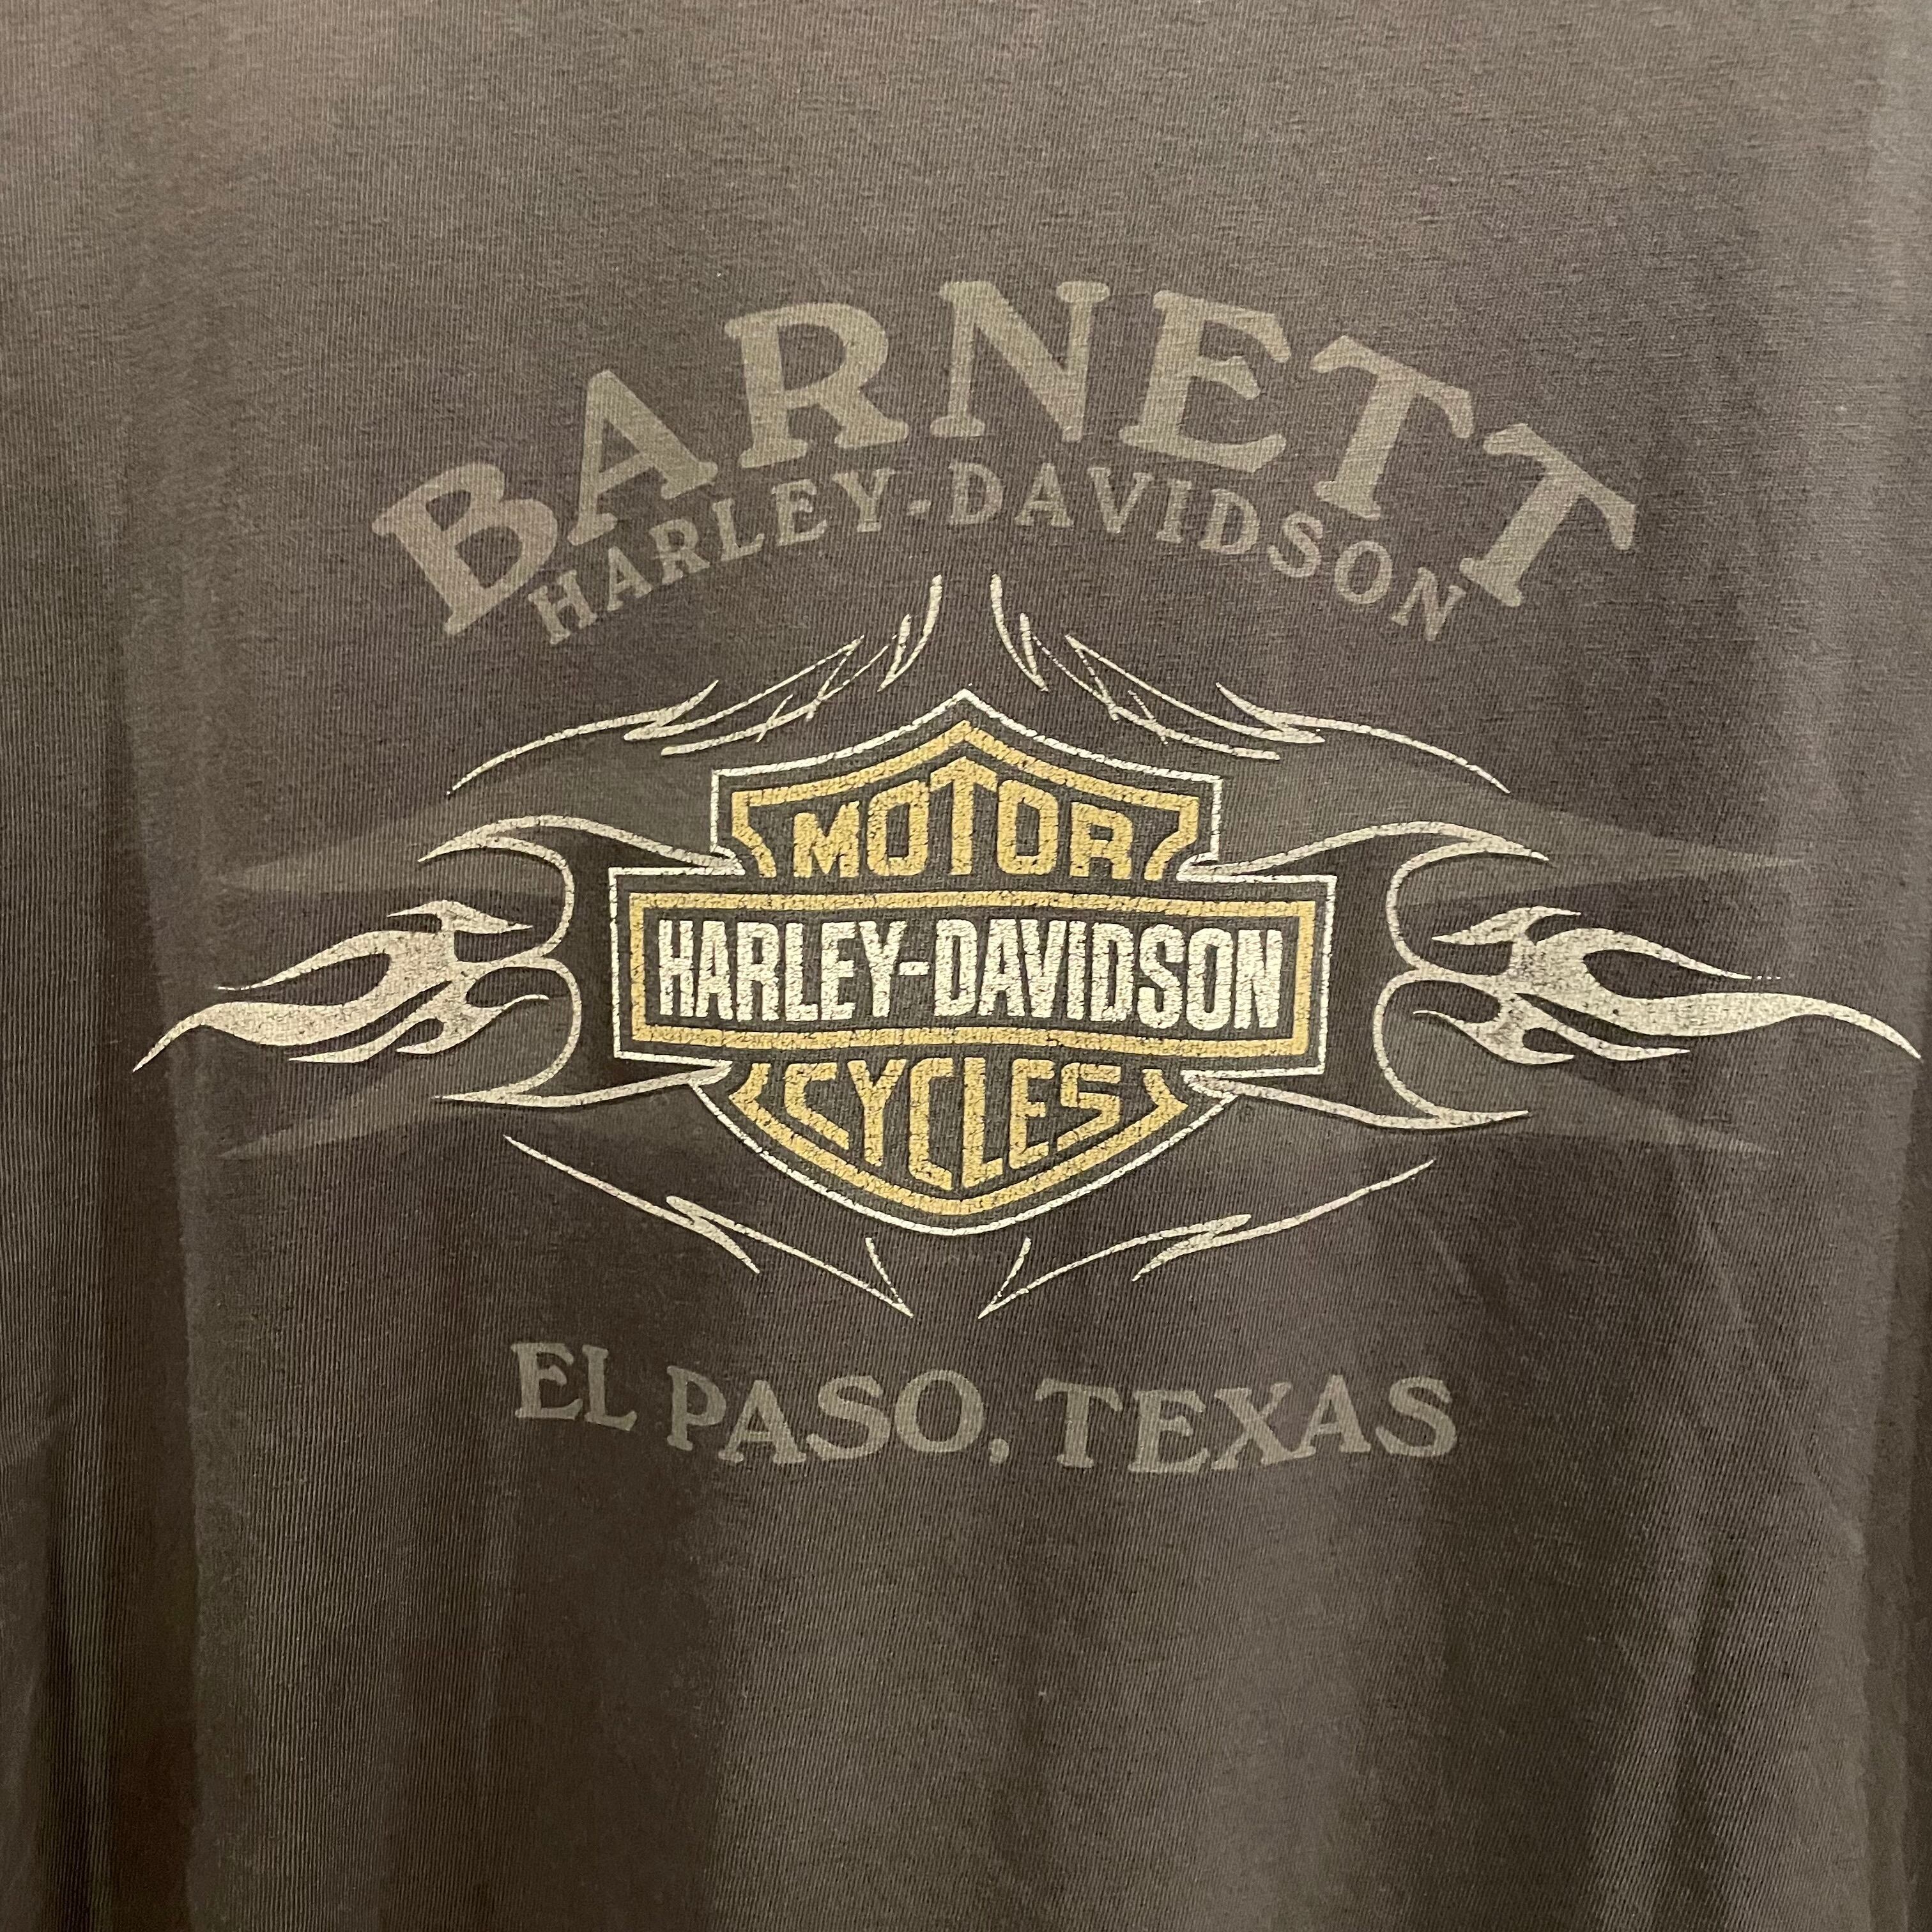 BARNETT
HARLEY-DAVIDSON
MOTOR
HARLEY-DAVIDSON
CYCLES
EL PASO, TEXAS